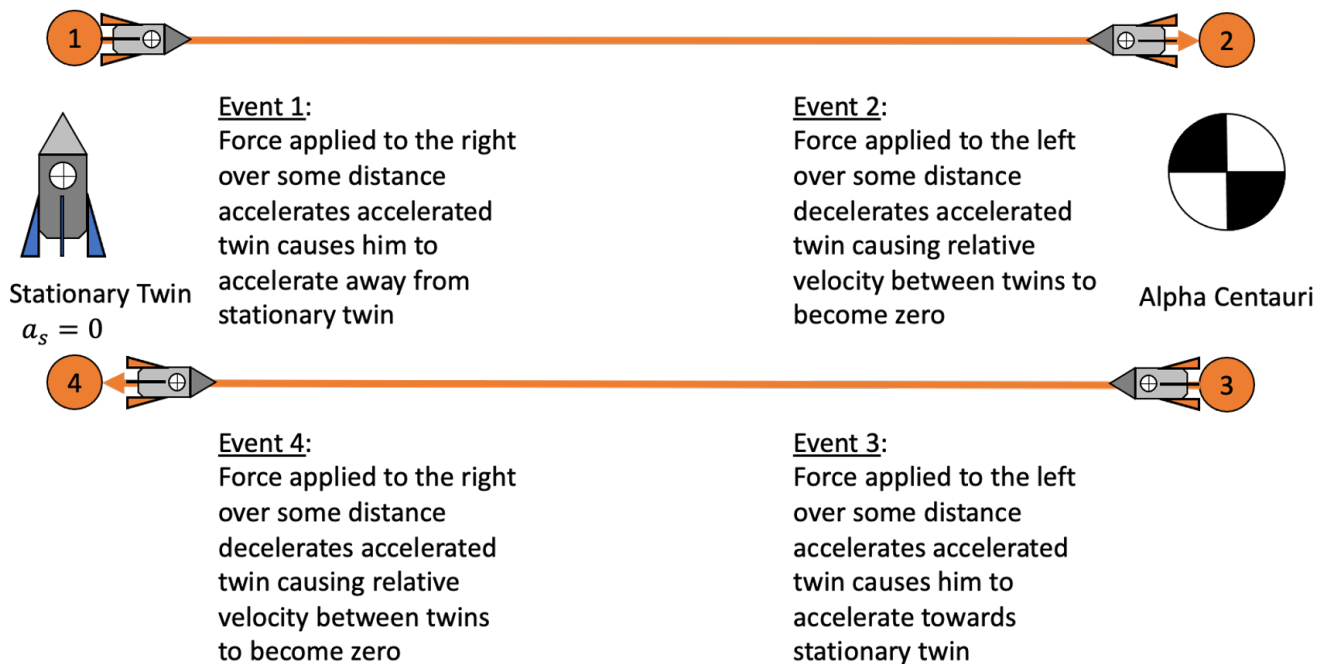 1
2
Event 1:
Force applied to the right
over some distance
accelerates accelerated
twin causes him to
accelerate away from
stationary twin
Event 2:
Force applied to the left
over some distance
decelerates accelerated
twin causing relative
velocity between twins to
become zero
Stationary Twin
aₛ = 0
Alpha Centauri
4
3
Event 4:
Force applied to the right
over some distance
decelerates accelerated
twin causing relative
velocity between twins
to become zero
Event 3:
Force applied to the left
over some distance
accelerates accelerated
twin causes him to
accelerate towards
stationary twin